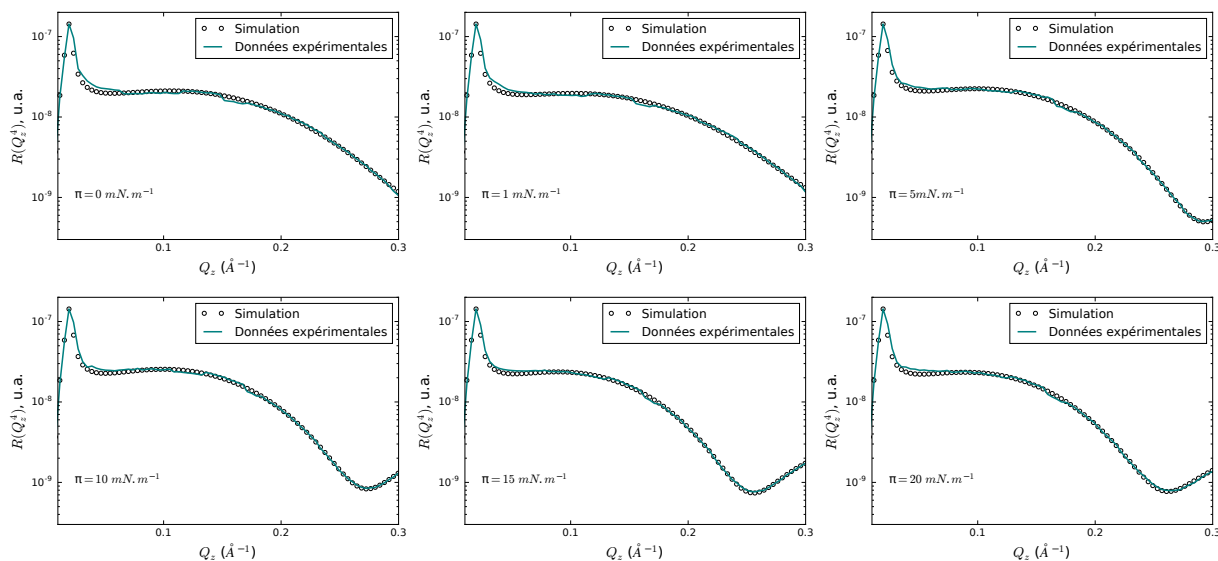 10⁻⁷
10⁻⁸
10⁻⁹
R(Q_z⁴), u.a.
Simulation
Données expérimentales
π = 0 mN.m⁻¹
0.1 0.2 0.3
Q_z (Å⁻¹)
10⁻⁷
10⁻⁸
10⁻⁹
R(Q_z⁴), u.a.
Simulation
Données expérimentales
π = 1 mN.m⁻¹
0.1 0.2 0.3
Q_z (Å⁻¹)
10⁻⁷
10⁻⁸
10⁻⁹
R(Q_z⁴), u.a.
Simulation
Données expérimentales
π = 5mN.m⁻¹
0.1 0.2 0.3
Q_z (Å⁻¹)
10⁻⁷
10⁻⁸
10⁻⁹
R(Q_z⁴), u.a.
Simulation
Données expérimentales
π = 10 mN.m⁻¹
0.1 0.2 0.3
Q_z (Å⁻¹)
10⁻⁷
10⁻⁸
10⁻⁹
R(Q_z⁴), u.a.
Simulation
Données expérimentales
π = 15 mN.m⁻¹
0.1 0.2 0.3
Q_z (Å⁻¹)
10⁻⁷
10⁻⁸
10⁻⁹
R(Q_z⁴), u.a.
Simulation
Données expérimentales
π = 20 mN.m⁻¹
0.1 0.2 0.3
Q_z (Å⁻¹)